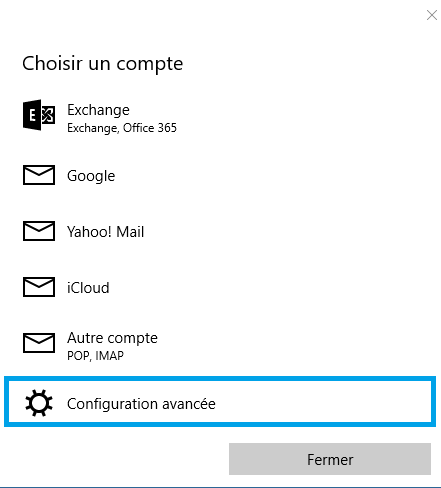 Choisir un compte
Exchange
Exchange, Office 365
Google
Yahoo! Mail
iCloud
Autre compte
POP, IMAP
Configuration avancée
Fermer